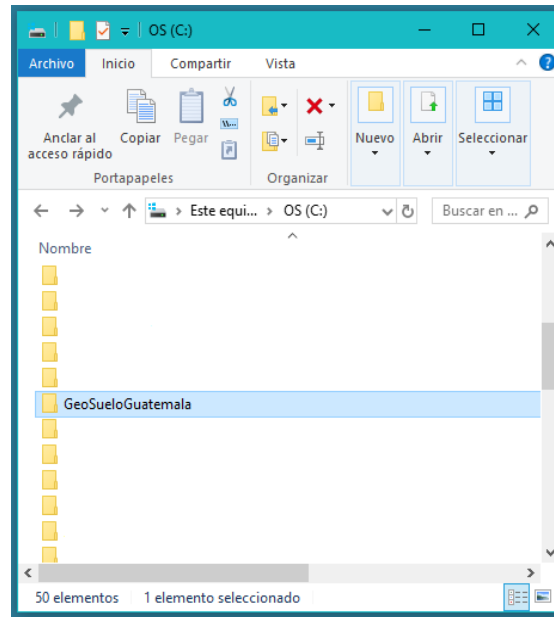 OS (C:)
Archivo Inicio Compartir Vista
Anclar al acceso rápido
Copiar
Pegar
Nuevo
Abrir
Seleccionar
Portapapeles
Organizar
Este equi... > OS (C:)
Buscar en ...
Nombre
GeoSueloGuatemala
50 elementos 1 elemento seleccionado